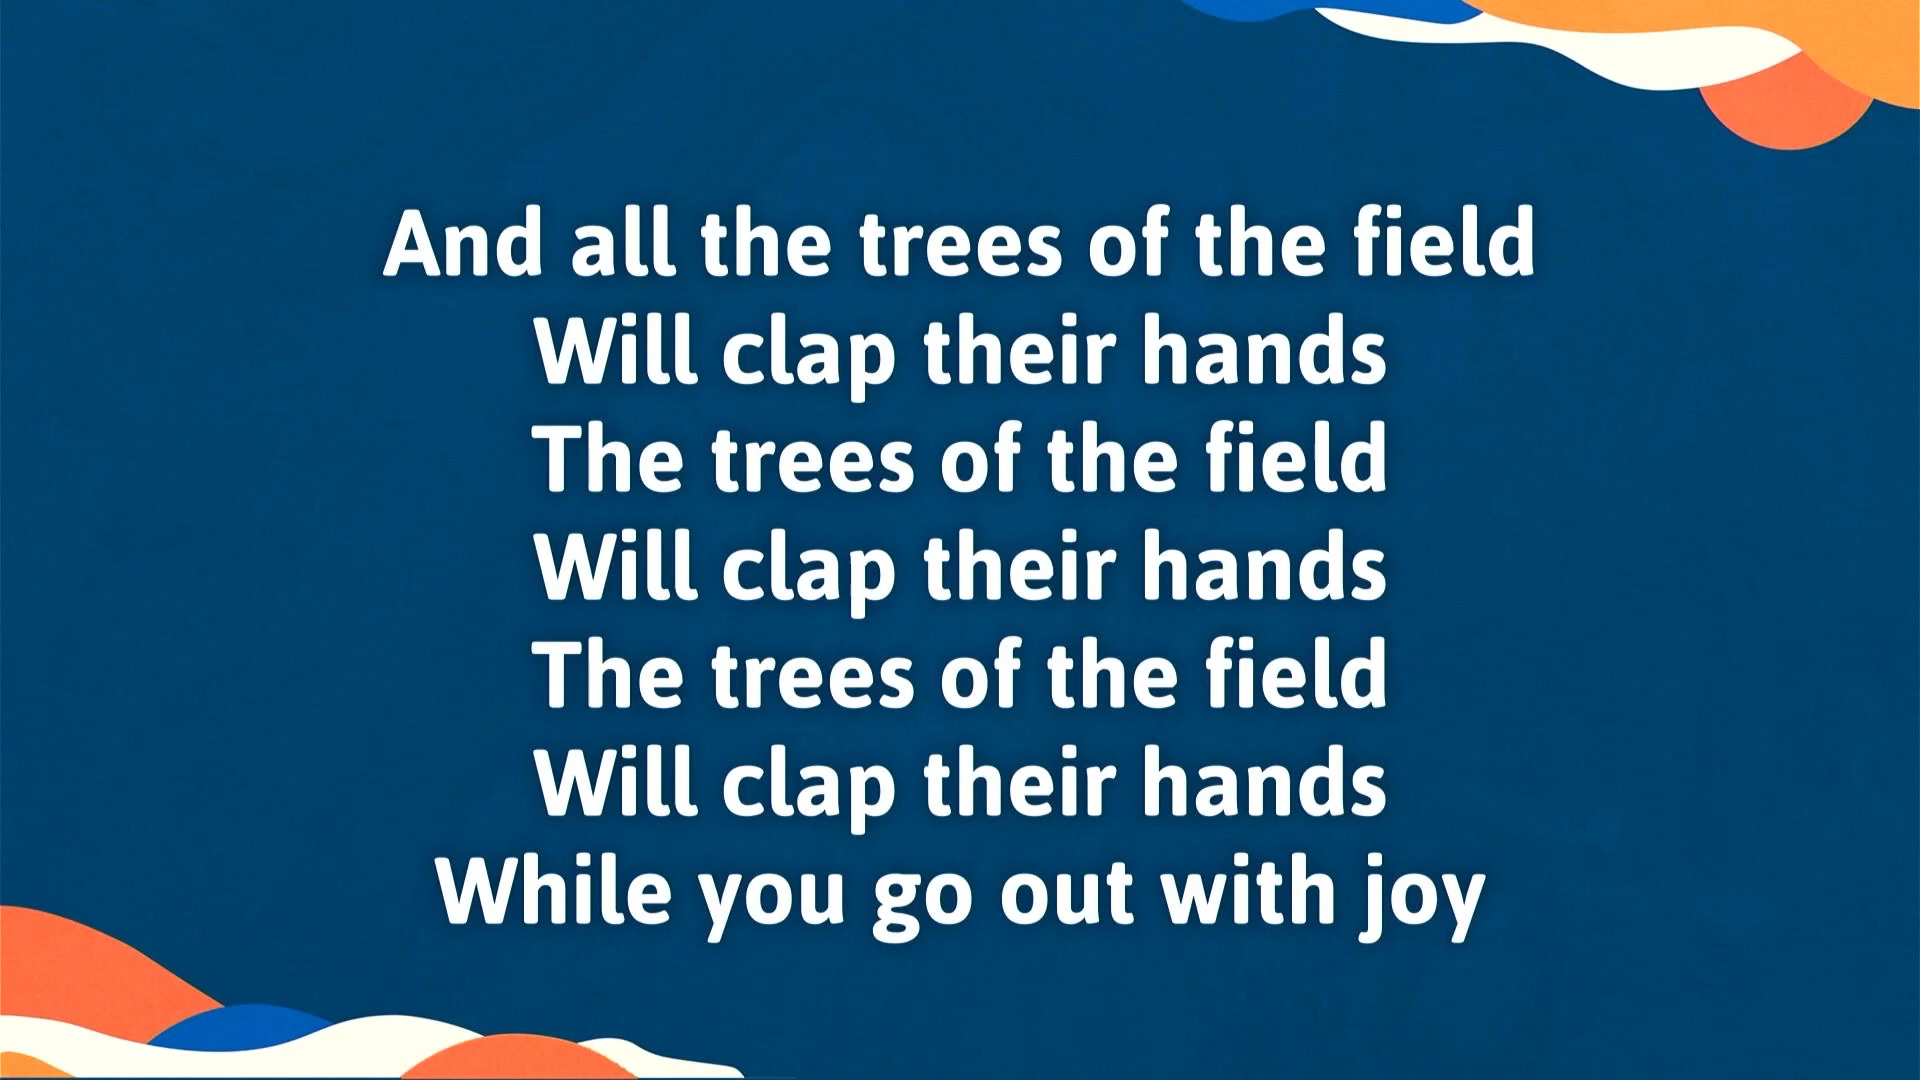 And all the trees of the field
Will clap their hands
The trees of the field
Will clap their hands
The trees of the field
Will clap their hands
While you go out with joy